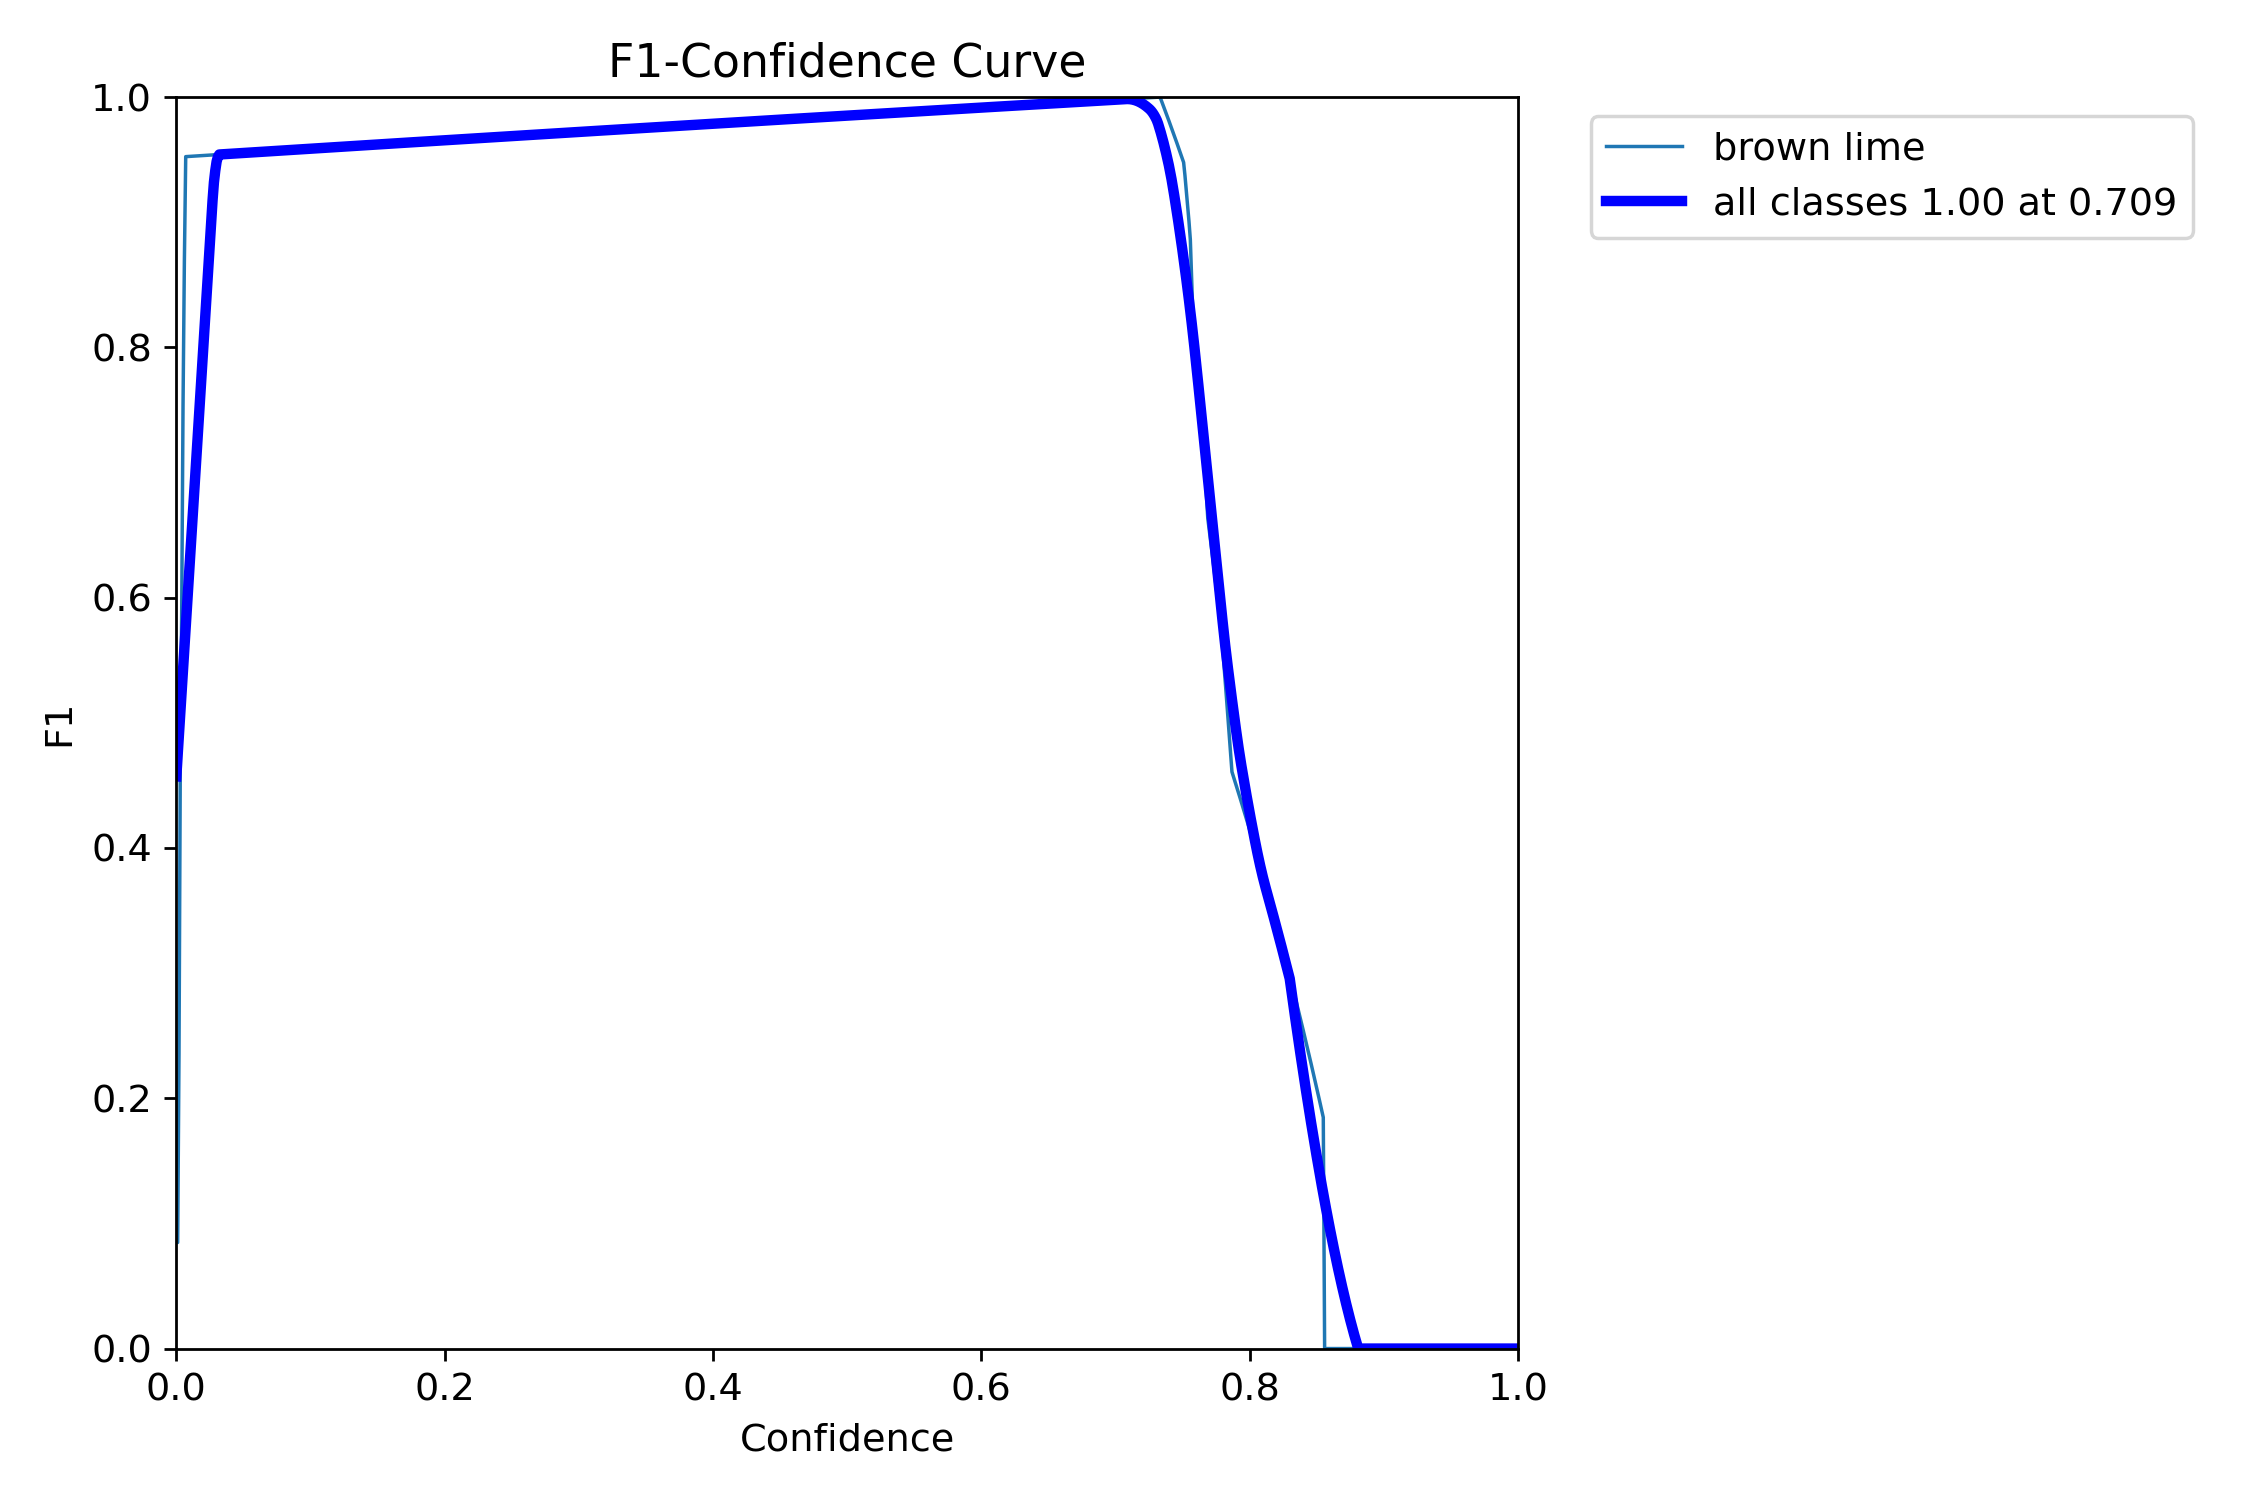 F1-Confidence Curve
1.0
0.8
0.6
0.4
0.2
0.0
F1
0.0 0.2 0.4 0.6 0.8 1.0
Confidence
brown lime
all classes 1.00 at 0.709